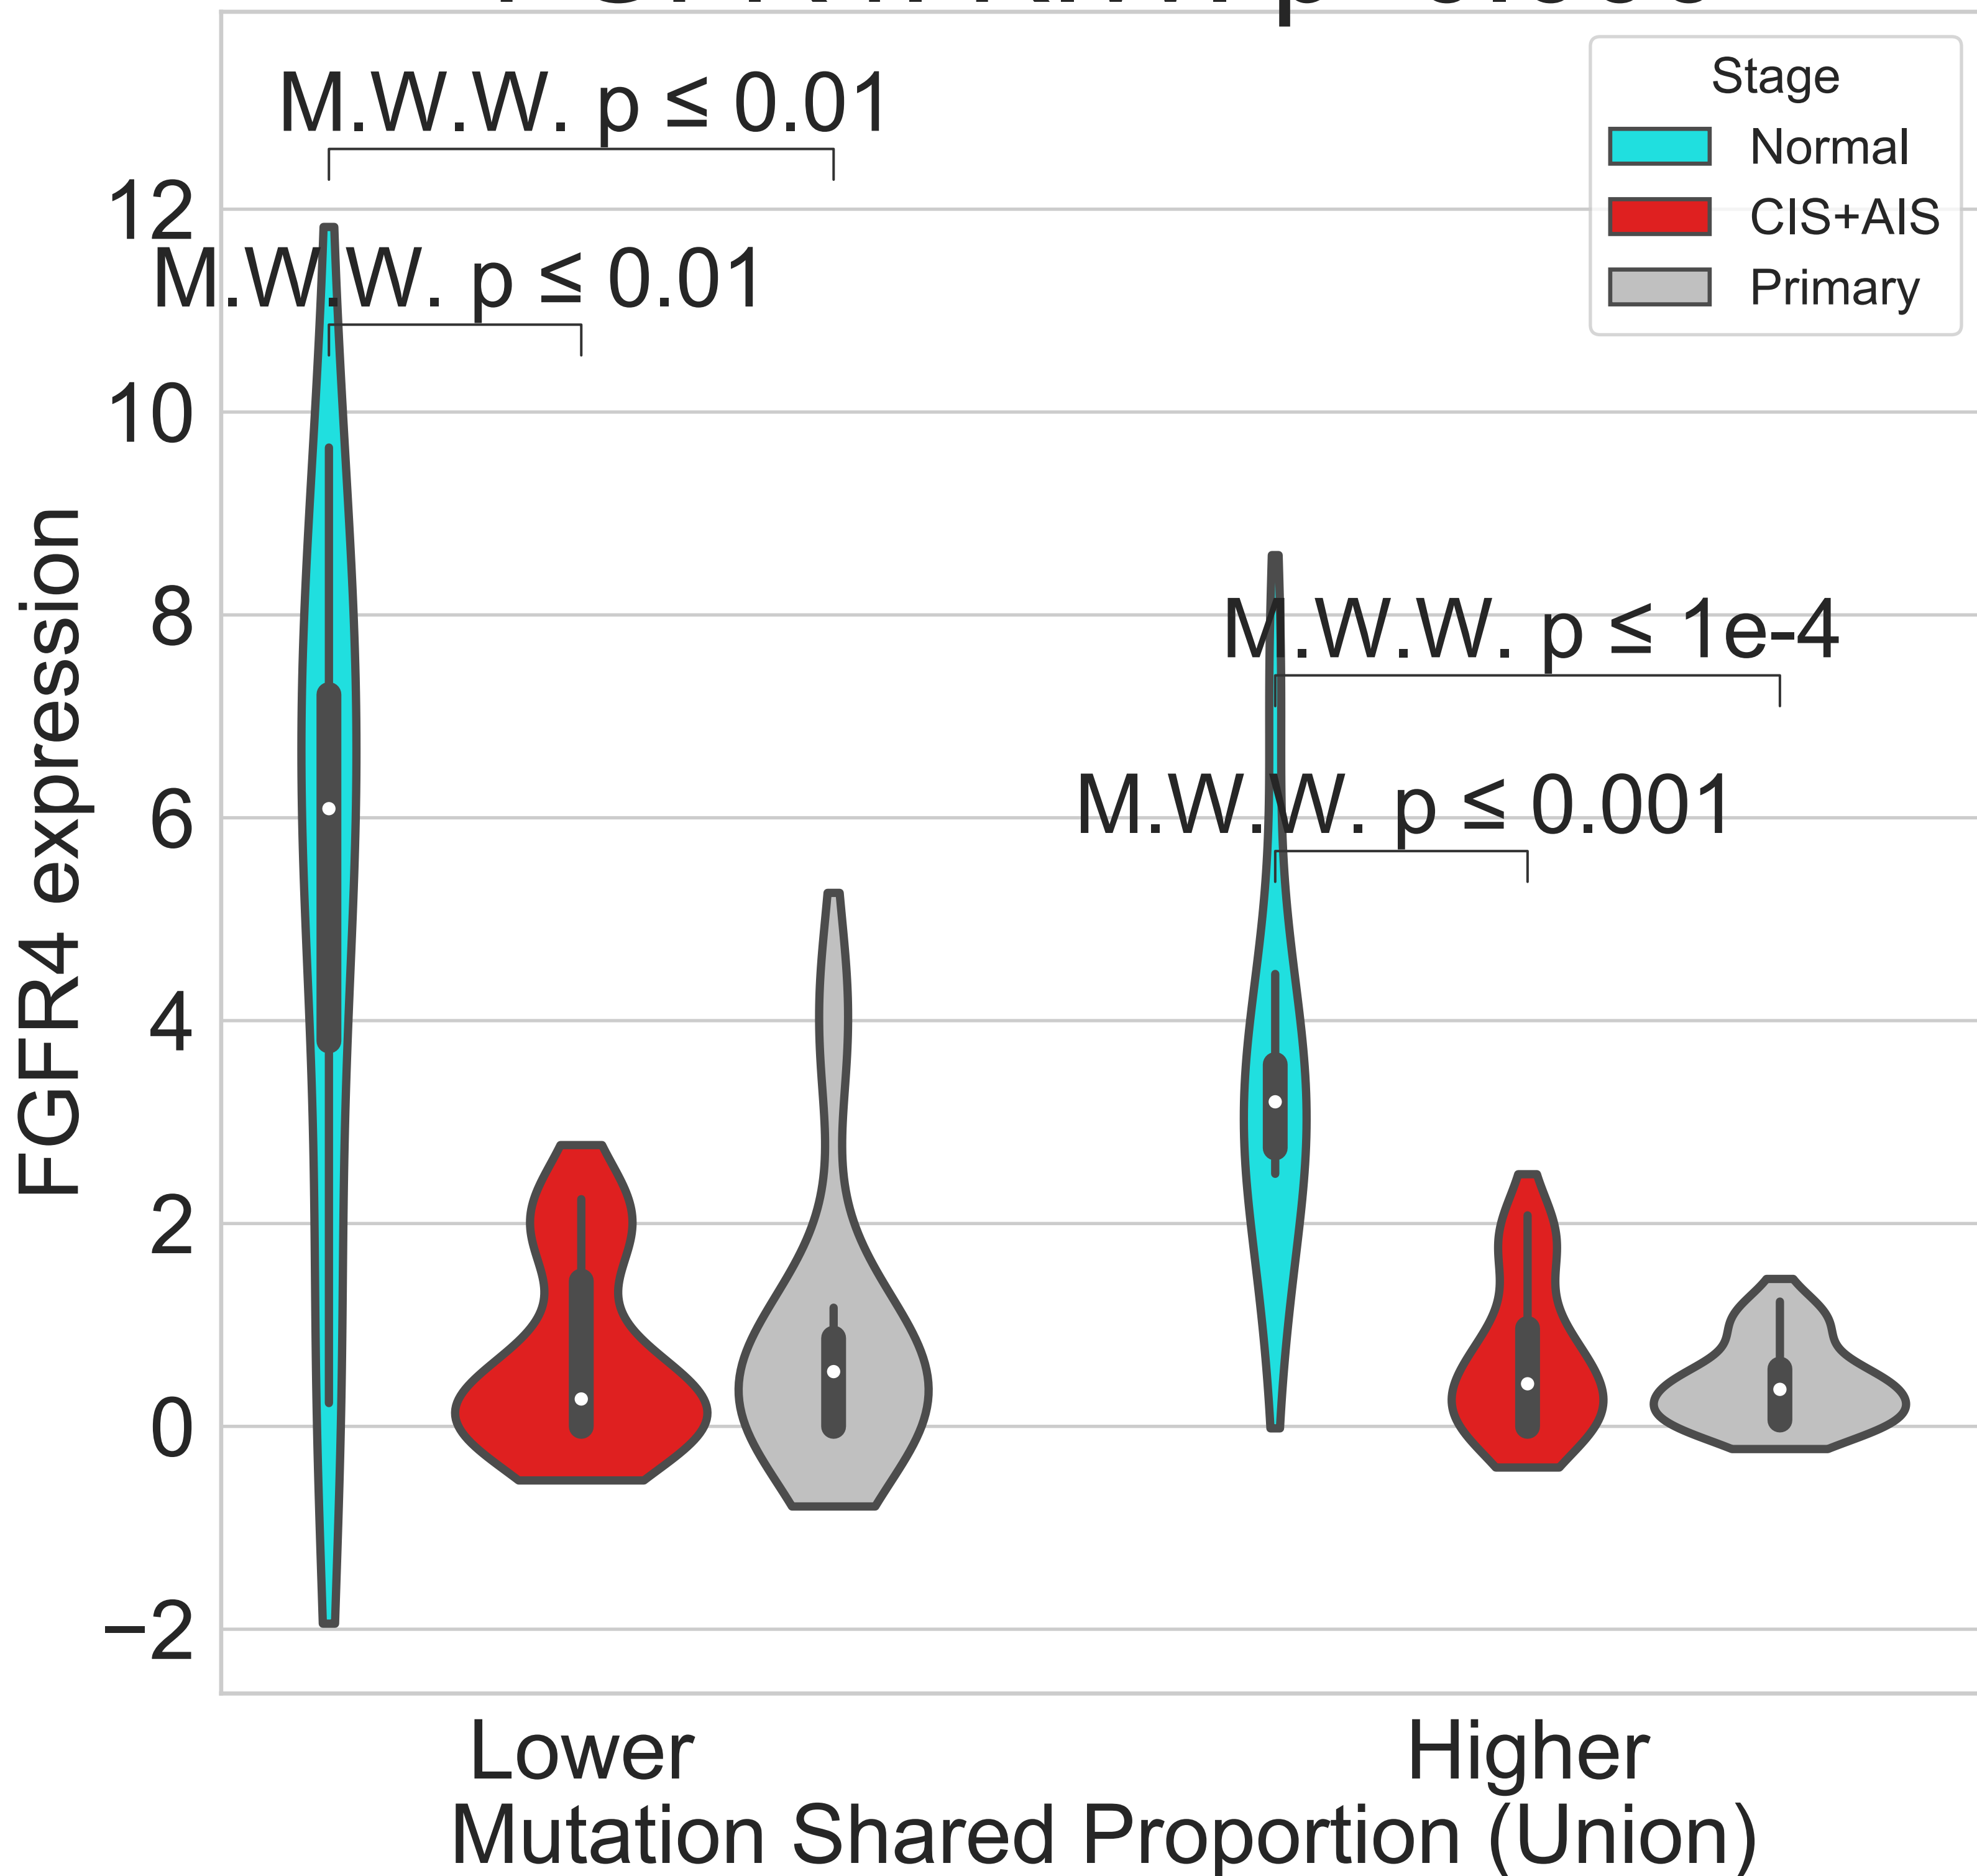 Stage
Normal
CIS+AIS
Primary
M.W.W. p ≤ 0.01
M.W.W. p ≤ 0.01
M.W.W. p ≤ 1e-4
M.W.W. p ≤ 0.001
FGFR4 expression
12
10
8
6
4
2
0
−2
Lower
Higher
Mutation Shared Proportion (Union)